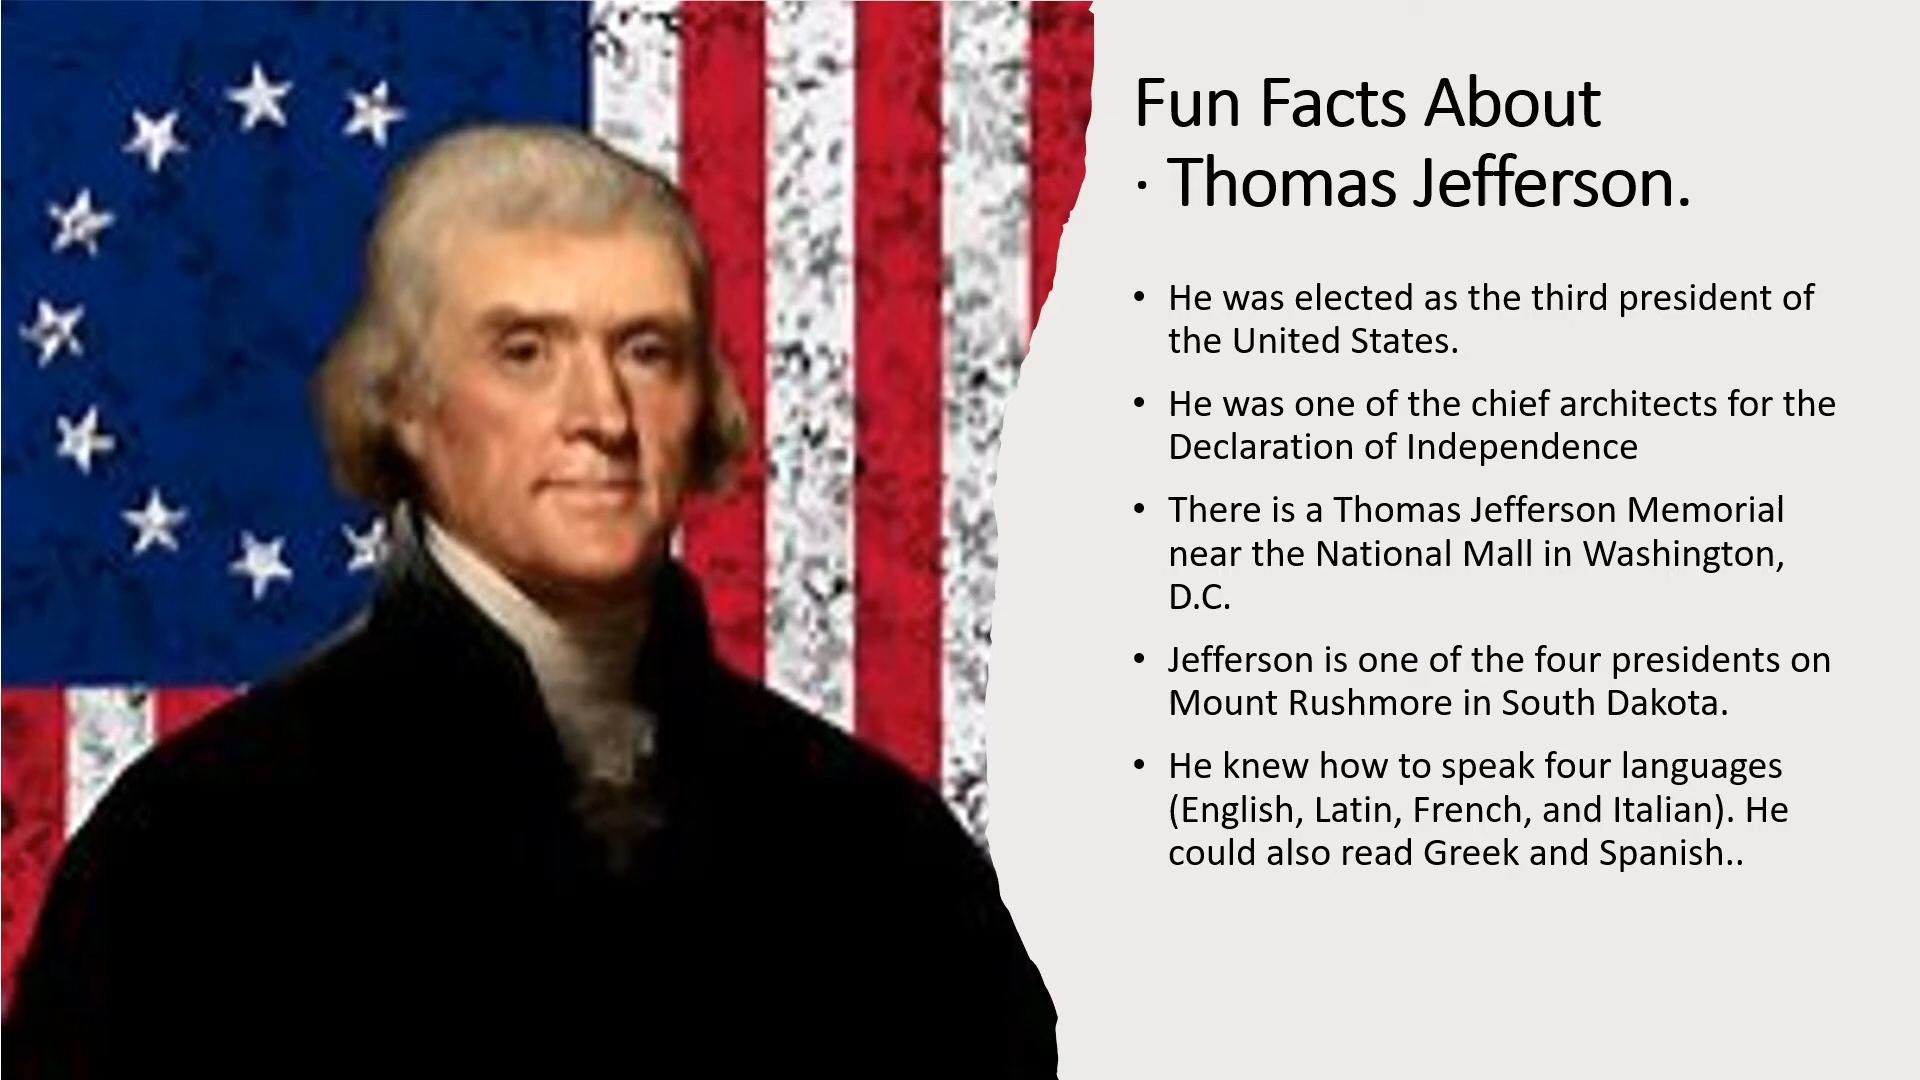 Fun Facts About
· Thomas Jefferson.
• He was elected as the third president of
the United States.
• He was one of the chief architects for the
Declaration of Independence
• There is a Thomas Jefferson Memorial
near the National Mall in Washington,
D.C.
• Jefferson is one of the four presidents on
Mount Rushmore in South Dakota.
• He knew how to speak four languages
(English, Latin, French, and Italian). He
could also read Greek and Spanish..